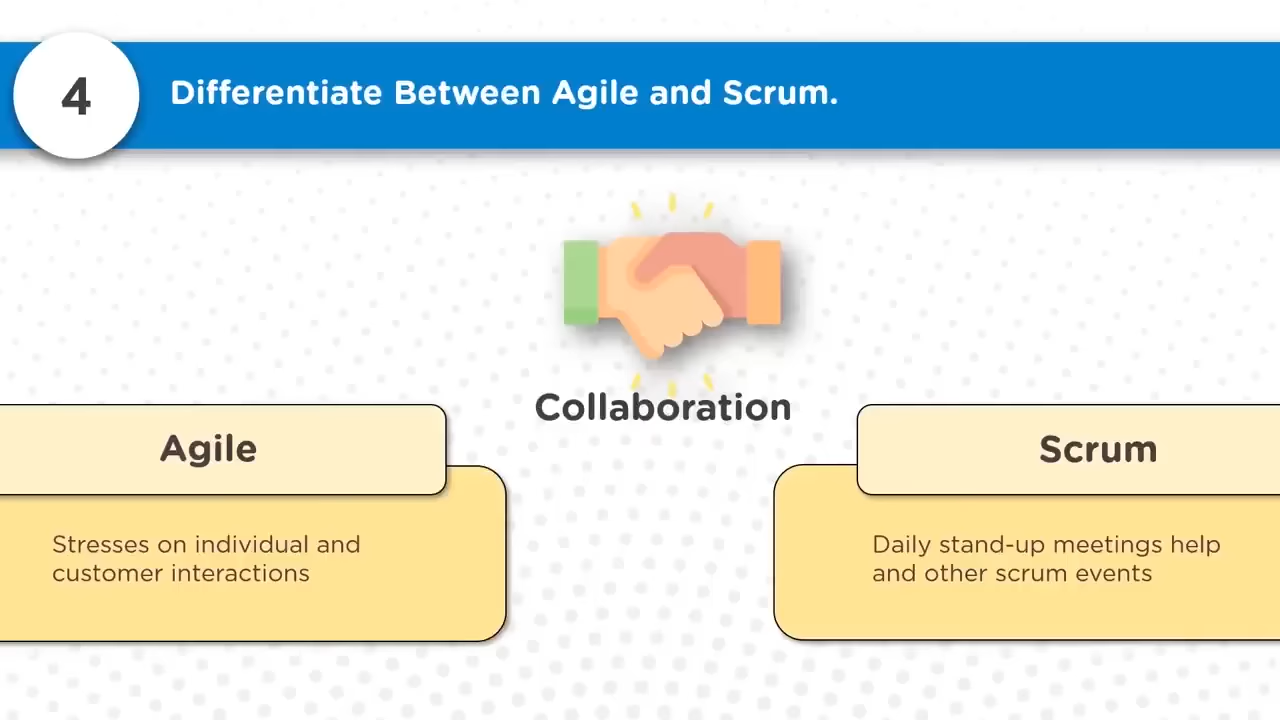 4
Differentiate Between Agile and Scrum.
Collaboration
Agile
Stresses on individual and
customer interactions
Scrum
Daily stand-up meetings help
and other scrum events